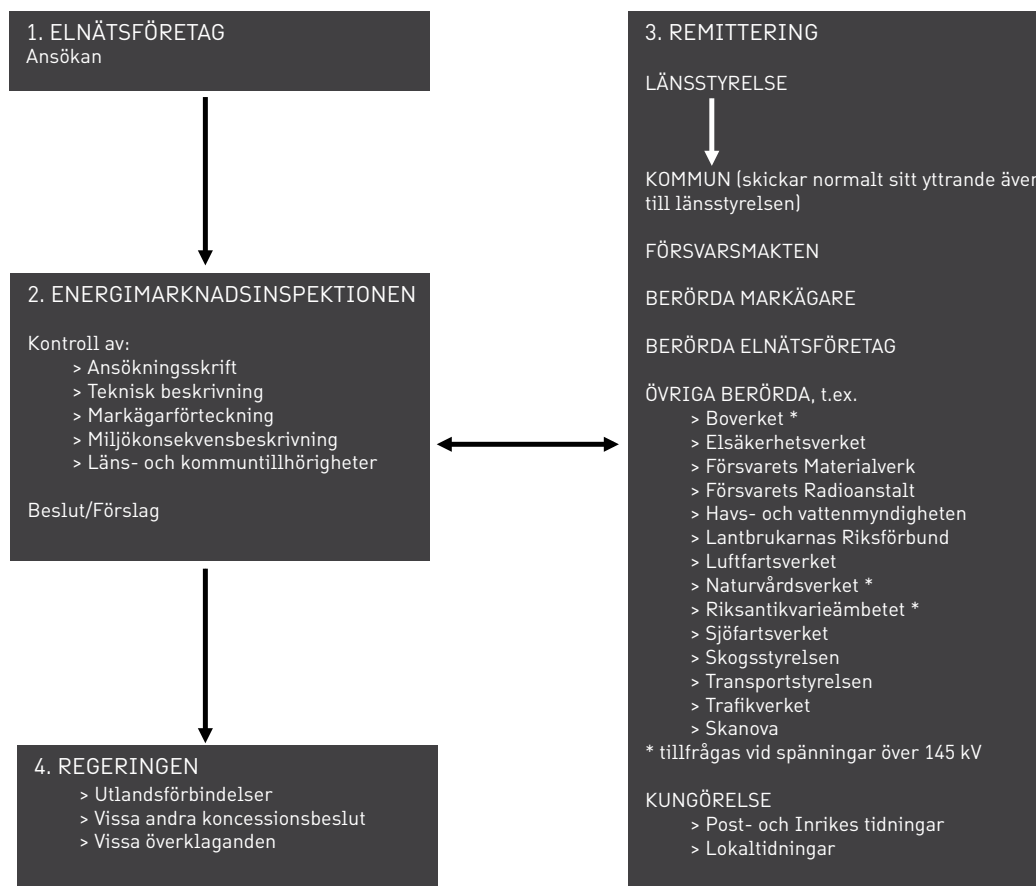 1. ELNÄTSFÖRETAG
Ansökan
2. ENERGIMARKNADSINSPEKTIONEN
Kontroll av:
> Ansökningsskrift
> Teknisk beskrivning
> Markägarförteckning
> Miljökonsekvensbeskrivning
> Läns- och kommuntillhörigheter
Beslut/Förslag
3. REMITTERING
LÄNSSTYRELSE
KOMMUN (skickar normalt sitt yttrande även
till länsstyrelsen)
FÖRSVARSMAKTEN
BERÖRDA MARKÄGARE
BERÖRDA ELNÄTSFÖRETAG
ÖVRIGA BERÖRDA, t.ex.
> Boverket *
> Elsäkerhetsverket
> Försvarets Materialverk
> Försvarets Radioanstalt
> Havs- och vattenmyndigheten
> Lantbrukarnas Riksförbund
> Luftfartsverket
> Naturvårdsverket *
> Riksantikvarieämbetet *
> Sjöfartsverket
> Skogsstyrelsen
> Transportstyrelsen
> Trafikverket
> Skanova
* tillfrågas vid spänningar över 145 kV
KUNGÖRELSE
> Post- och Inrikes tidningar
> Lokaltidningar
4. REGERINGEN
> Utlandsförbindelser
> Vissa andra koncessionsbeslut
> Vissa överklaganden